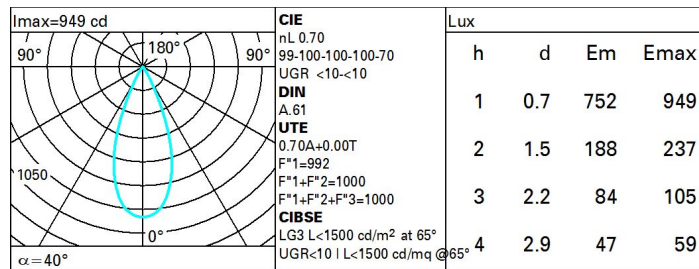 Imax=949 cd
90° 180° 90°
1050
0°
α=40°
CIE
nL 0.70
99-100-100-100-70
UGR <10-<10
DIN
A.61
UTE
0.70A+0.00T
F"1=992
F"1+F"2=1000
F"1+F"2+F"3=1000
CIBSE
LG3 L<1500 cd/m² at 65°
UGR<10 | L<1500 cd/mq @65°
Lux
h d Em Emax
1 0.7 752 949
2 1.5 188 237
3 2.2 84 105
4 2.9 47 59